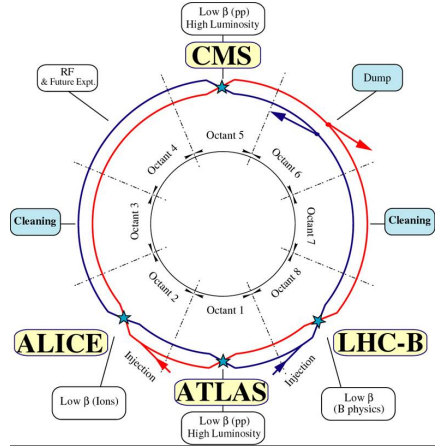 Low β (pp)
High Luminosity
CMS
RF
& Future Expt.
Dump
Octant 5
Octant 4
Octant 6
Octant 3
Octant 7
Cleaning
Cleaning
Octant 2
Octant 8
Octant 1
ALICE
LHC-B
Injection
Injection
ATLAS
Low β (Ions)
Low β
(B physics)
Low β (pp)
High Luminosity